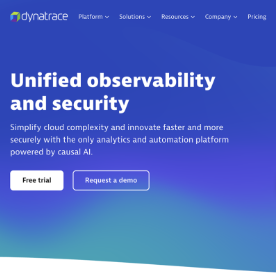 dynatrace Platform Solutions Resources Company Pricing
Unified observability
and security
Simplify cloud complexity and innovate faster and more
securely with the only analytics and automation platform
powered by causal AI.
Free trial Request a demo